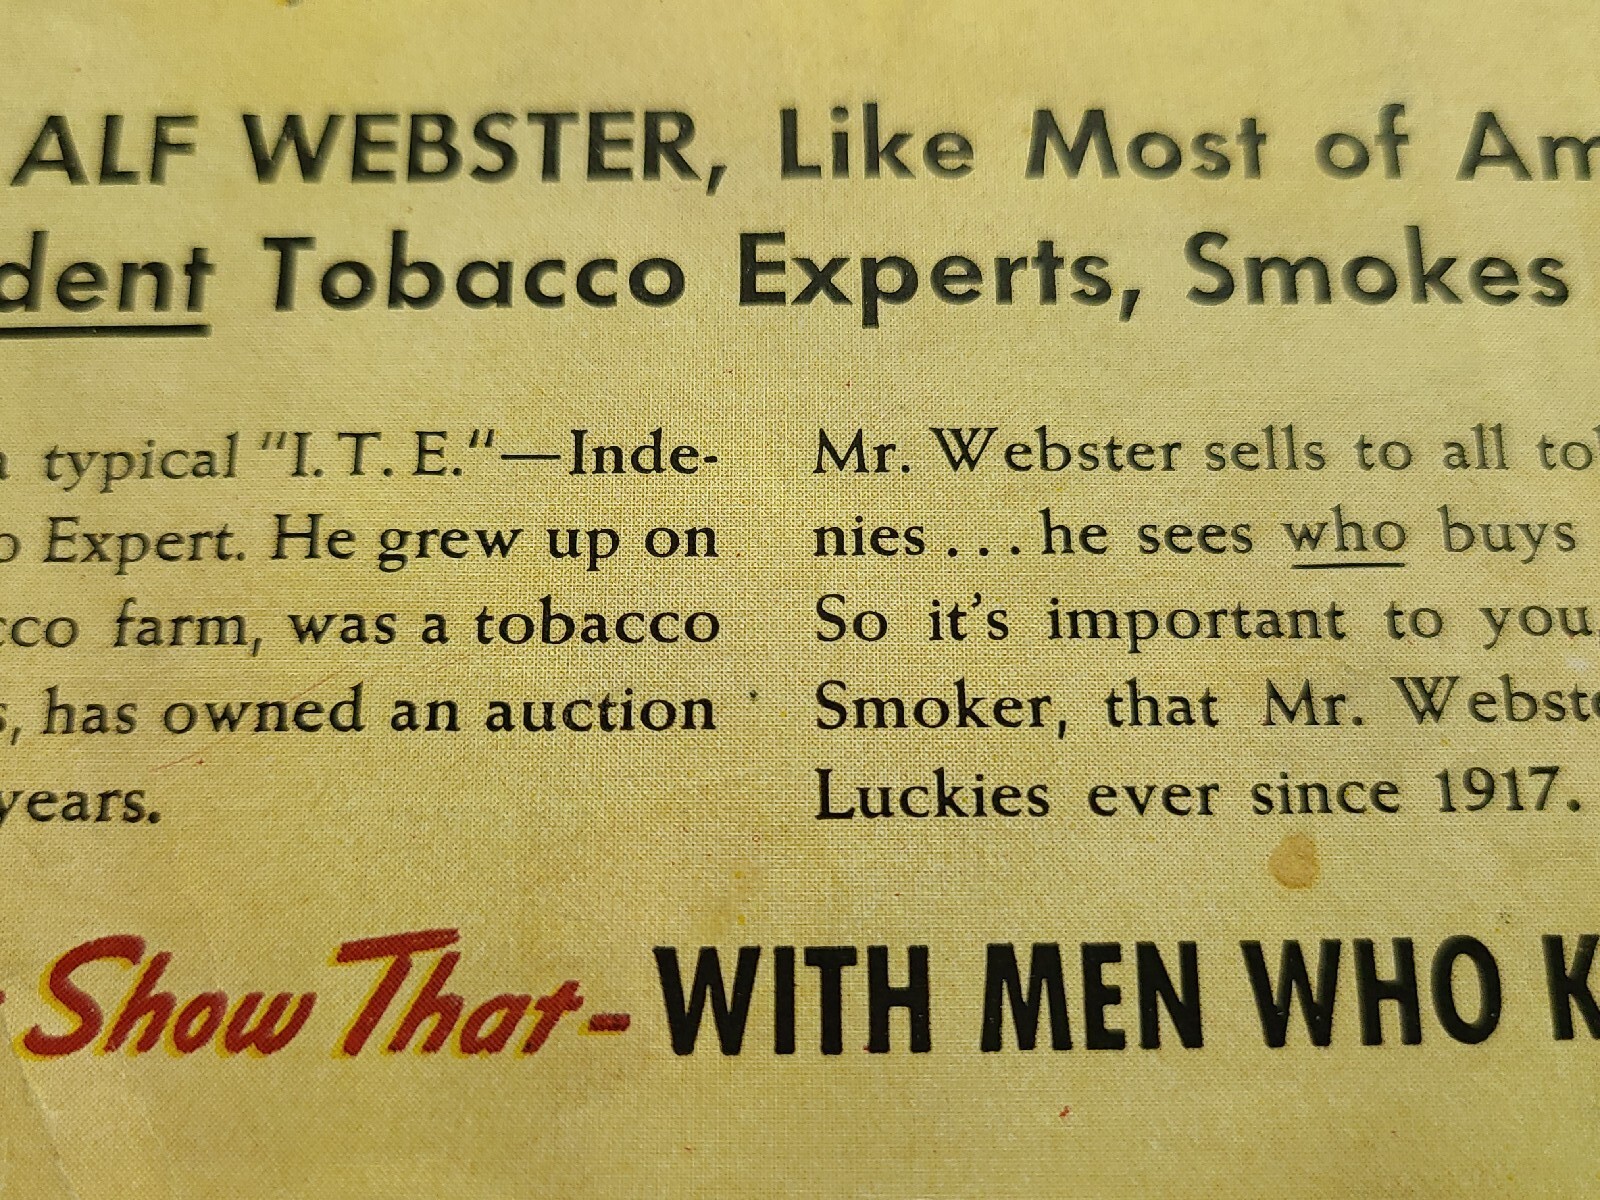 ALF WEBSTER, Like Most of Am
dent Tobacco Experts, Smokes
typical "I. T. E."—Inde-
Expert. He grew up on
cco farm, was a tobacco
s, has owned an auction
years.
Mr. Webster sells to all to
nies . . . he sees who buys
So it's important to you
Smoker, that Mr. Webste
Luckies ever since 1917.
Show That- WITH MEN WHO K